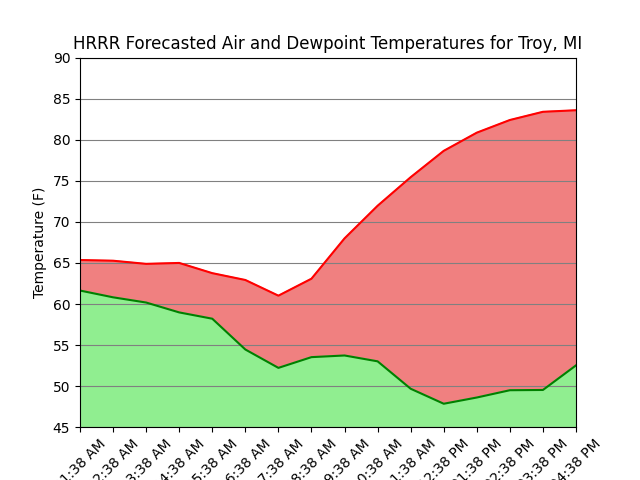 HRRR Forecasted Air and Dewpoint Temperatures for Troy, MI
90
85
80
75
70
65
60
55
50
45
Temperature (F)
1:38 AM
2:38 AM
3:38 AM
4:38 AM
5:38 AM
6:38 AM
7:38 AM
8:38 AM
9:38 AM
0:38 AM
1:38 AM
2:38 PM
01:38 PM
02:38 PM
03:38 PM
04:38 PM